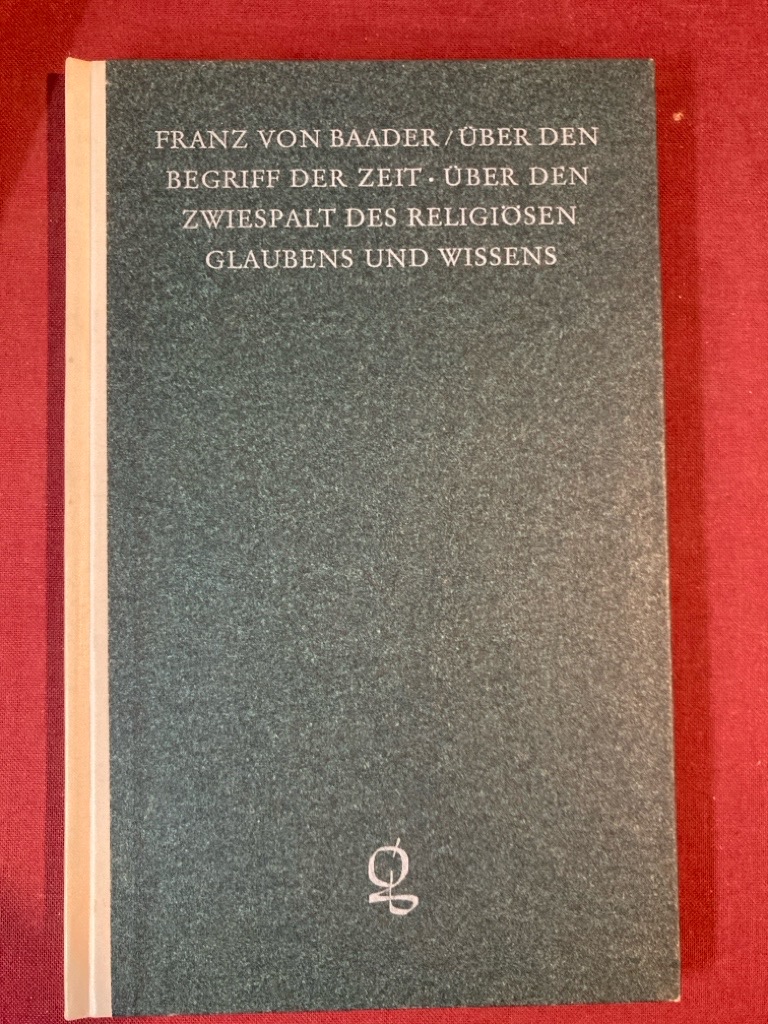 FRANZ VON BAADER / ÜBER DEN
BEGRIFF DER ZEIT · ÜBER DEN
ZWIESPALT DES RELIGIÖSEN
GLAUBENS UND WISSENS